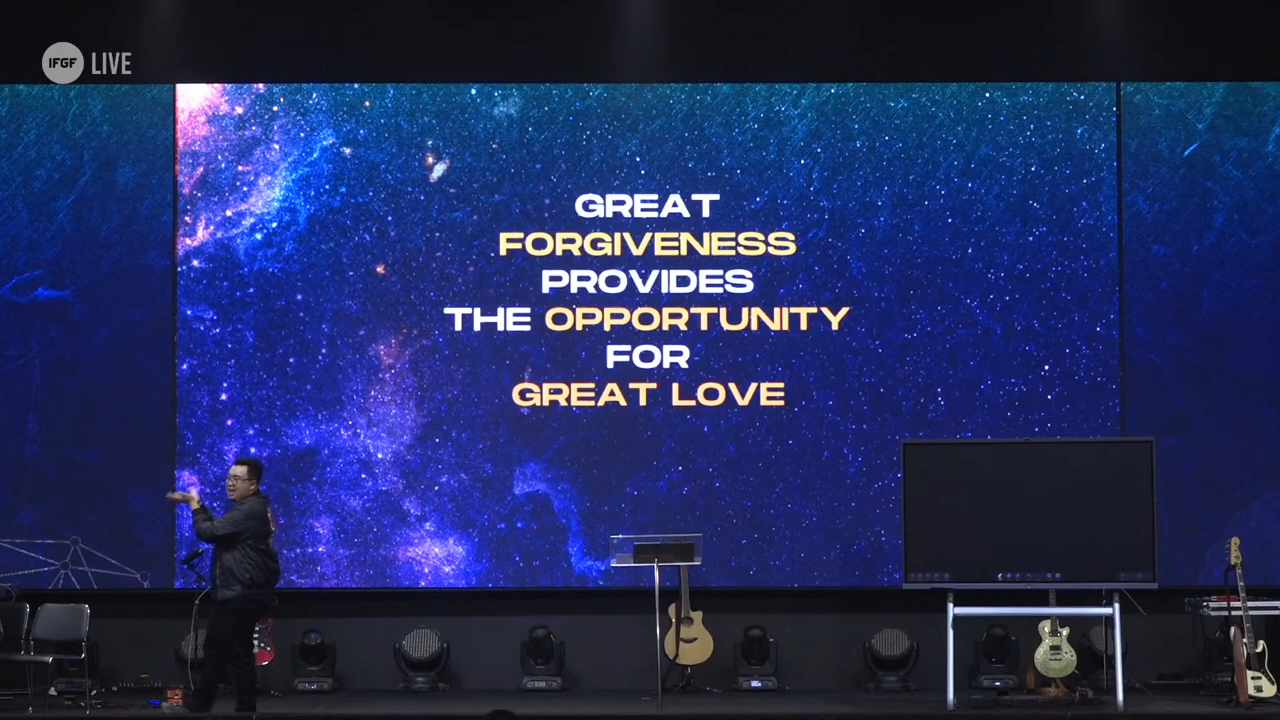 IFGF LIVE
GREAT
FORGIVENESS
PROVIDES
THE OPPORTUNITY
FOR
GREAT LOVE